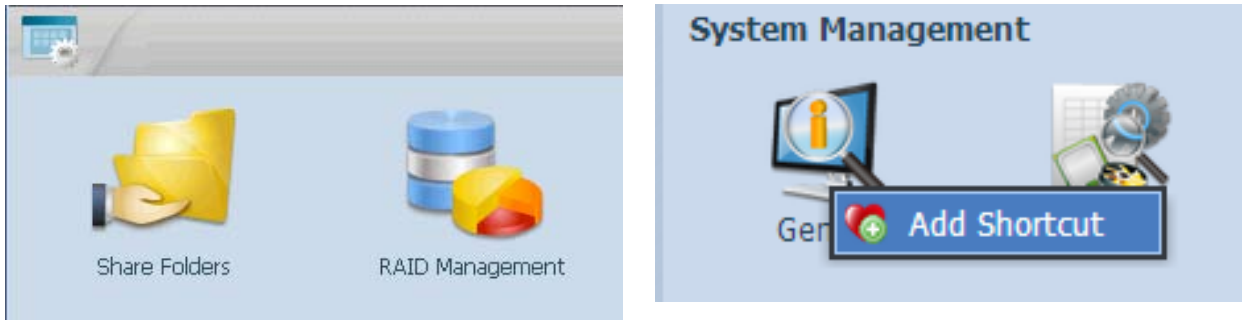 Share Folders
RAID Management
System Management
Add Shortcut